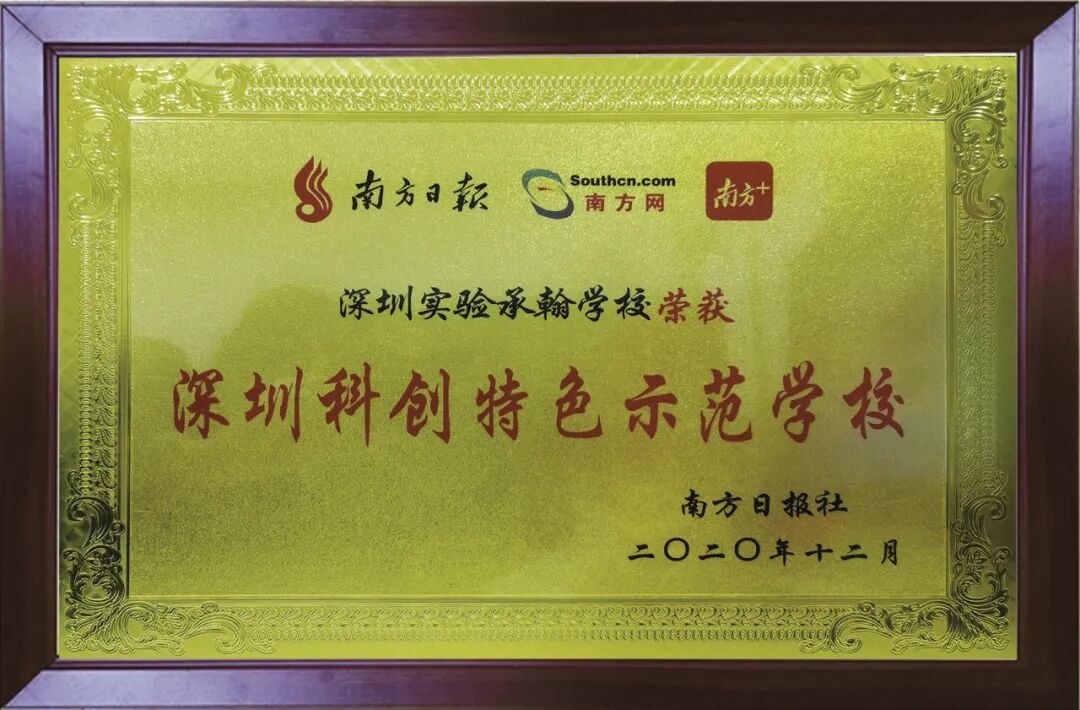 南方日报 Southcn.com 南方+
南方网
深圳实验承翰学校荣获
深圳科创特色示范学校
南方日报社
二〇二〇年十二月